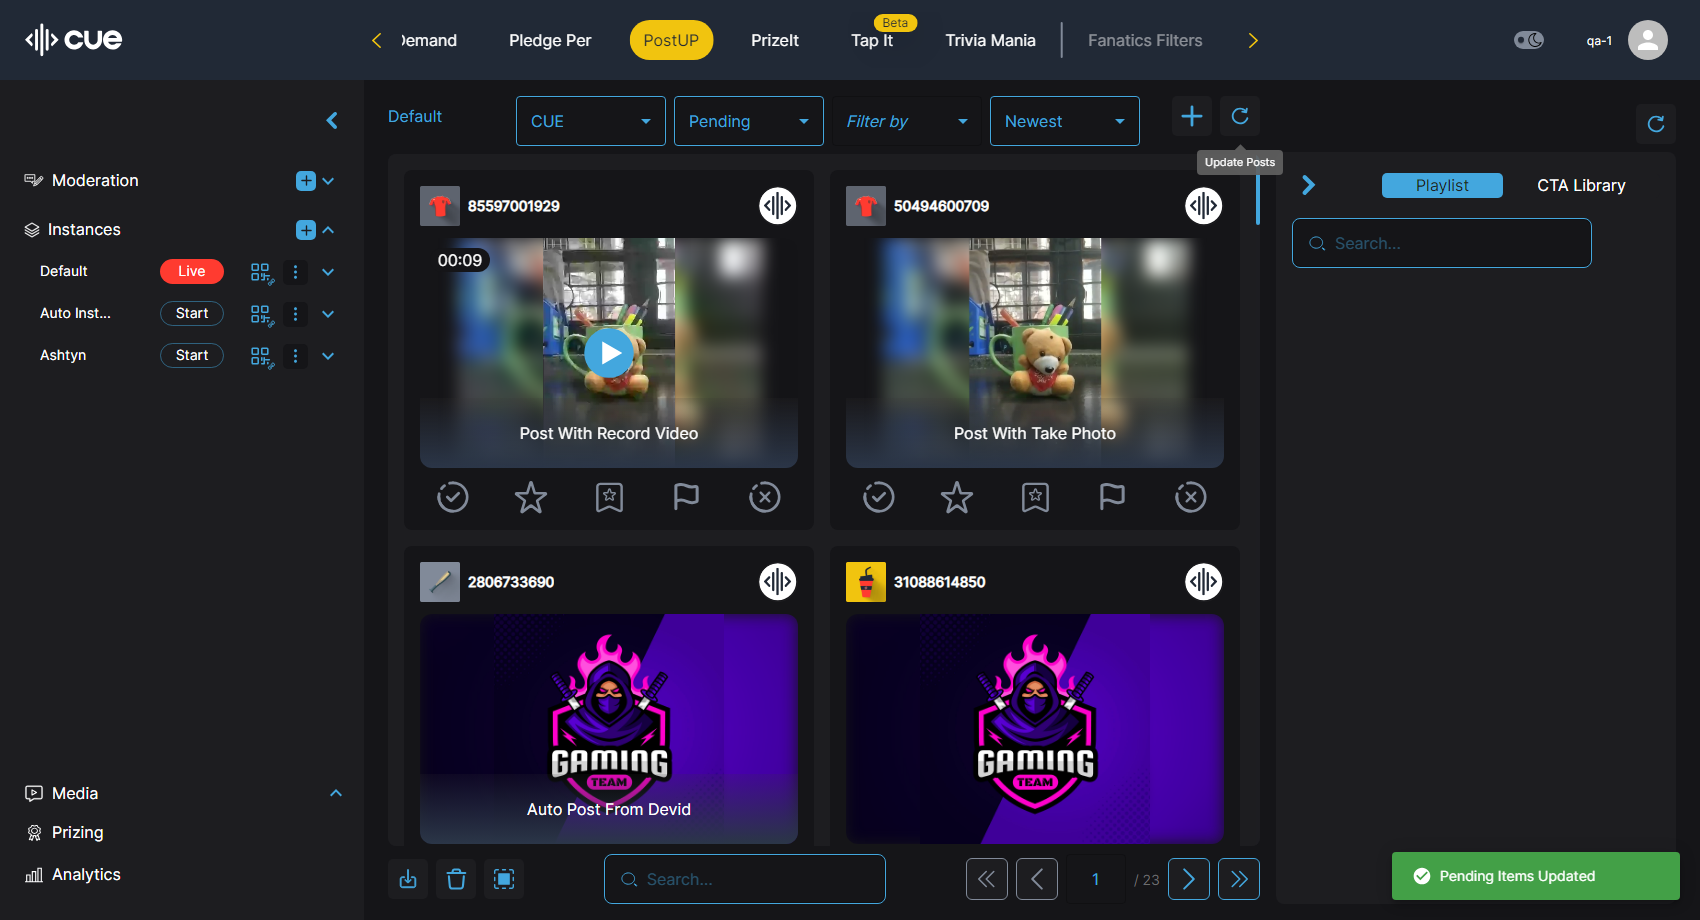 cue
Demand
Pledge Per
PostUP
PrizeIt
Tap It
Beta
Trivia Mania
Fanatics Filters
qa-1
Moderation
Instances
Default
Live
Auto Inst...
Start
Ashtyn
Start
Media
Prizing
Analytics
Default
CUE
Pending
Filter by
Newest
Update Posts
85597001929
00:09
Post With Record Video
50494600709
Post With Take Photo
2806733690
GAMING
TEAM
Auto Post From Devid
31088614850
GAMING
TEAM
Search...
1
/ 23
Playlist
CTA Library
Search...
Pending Items Updated